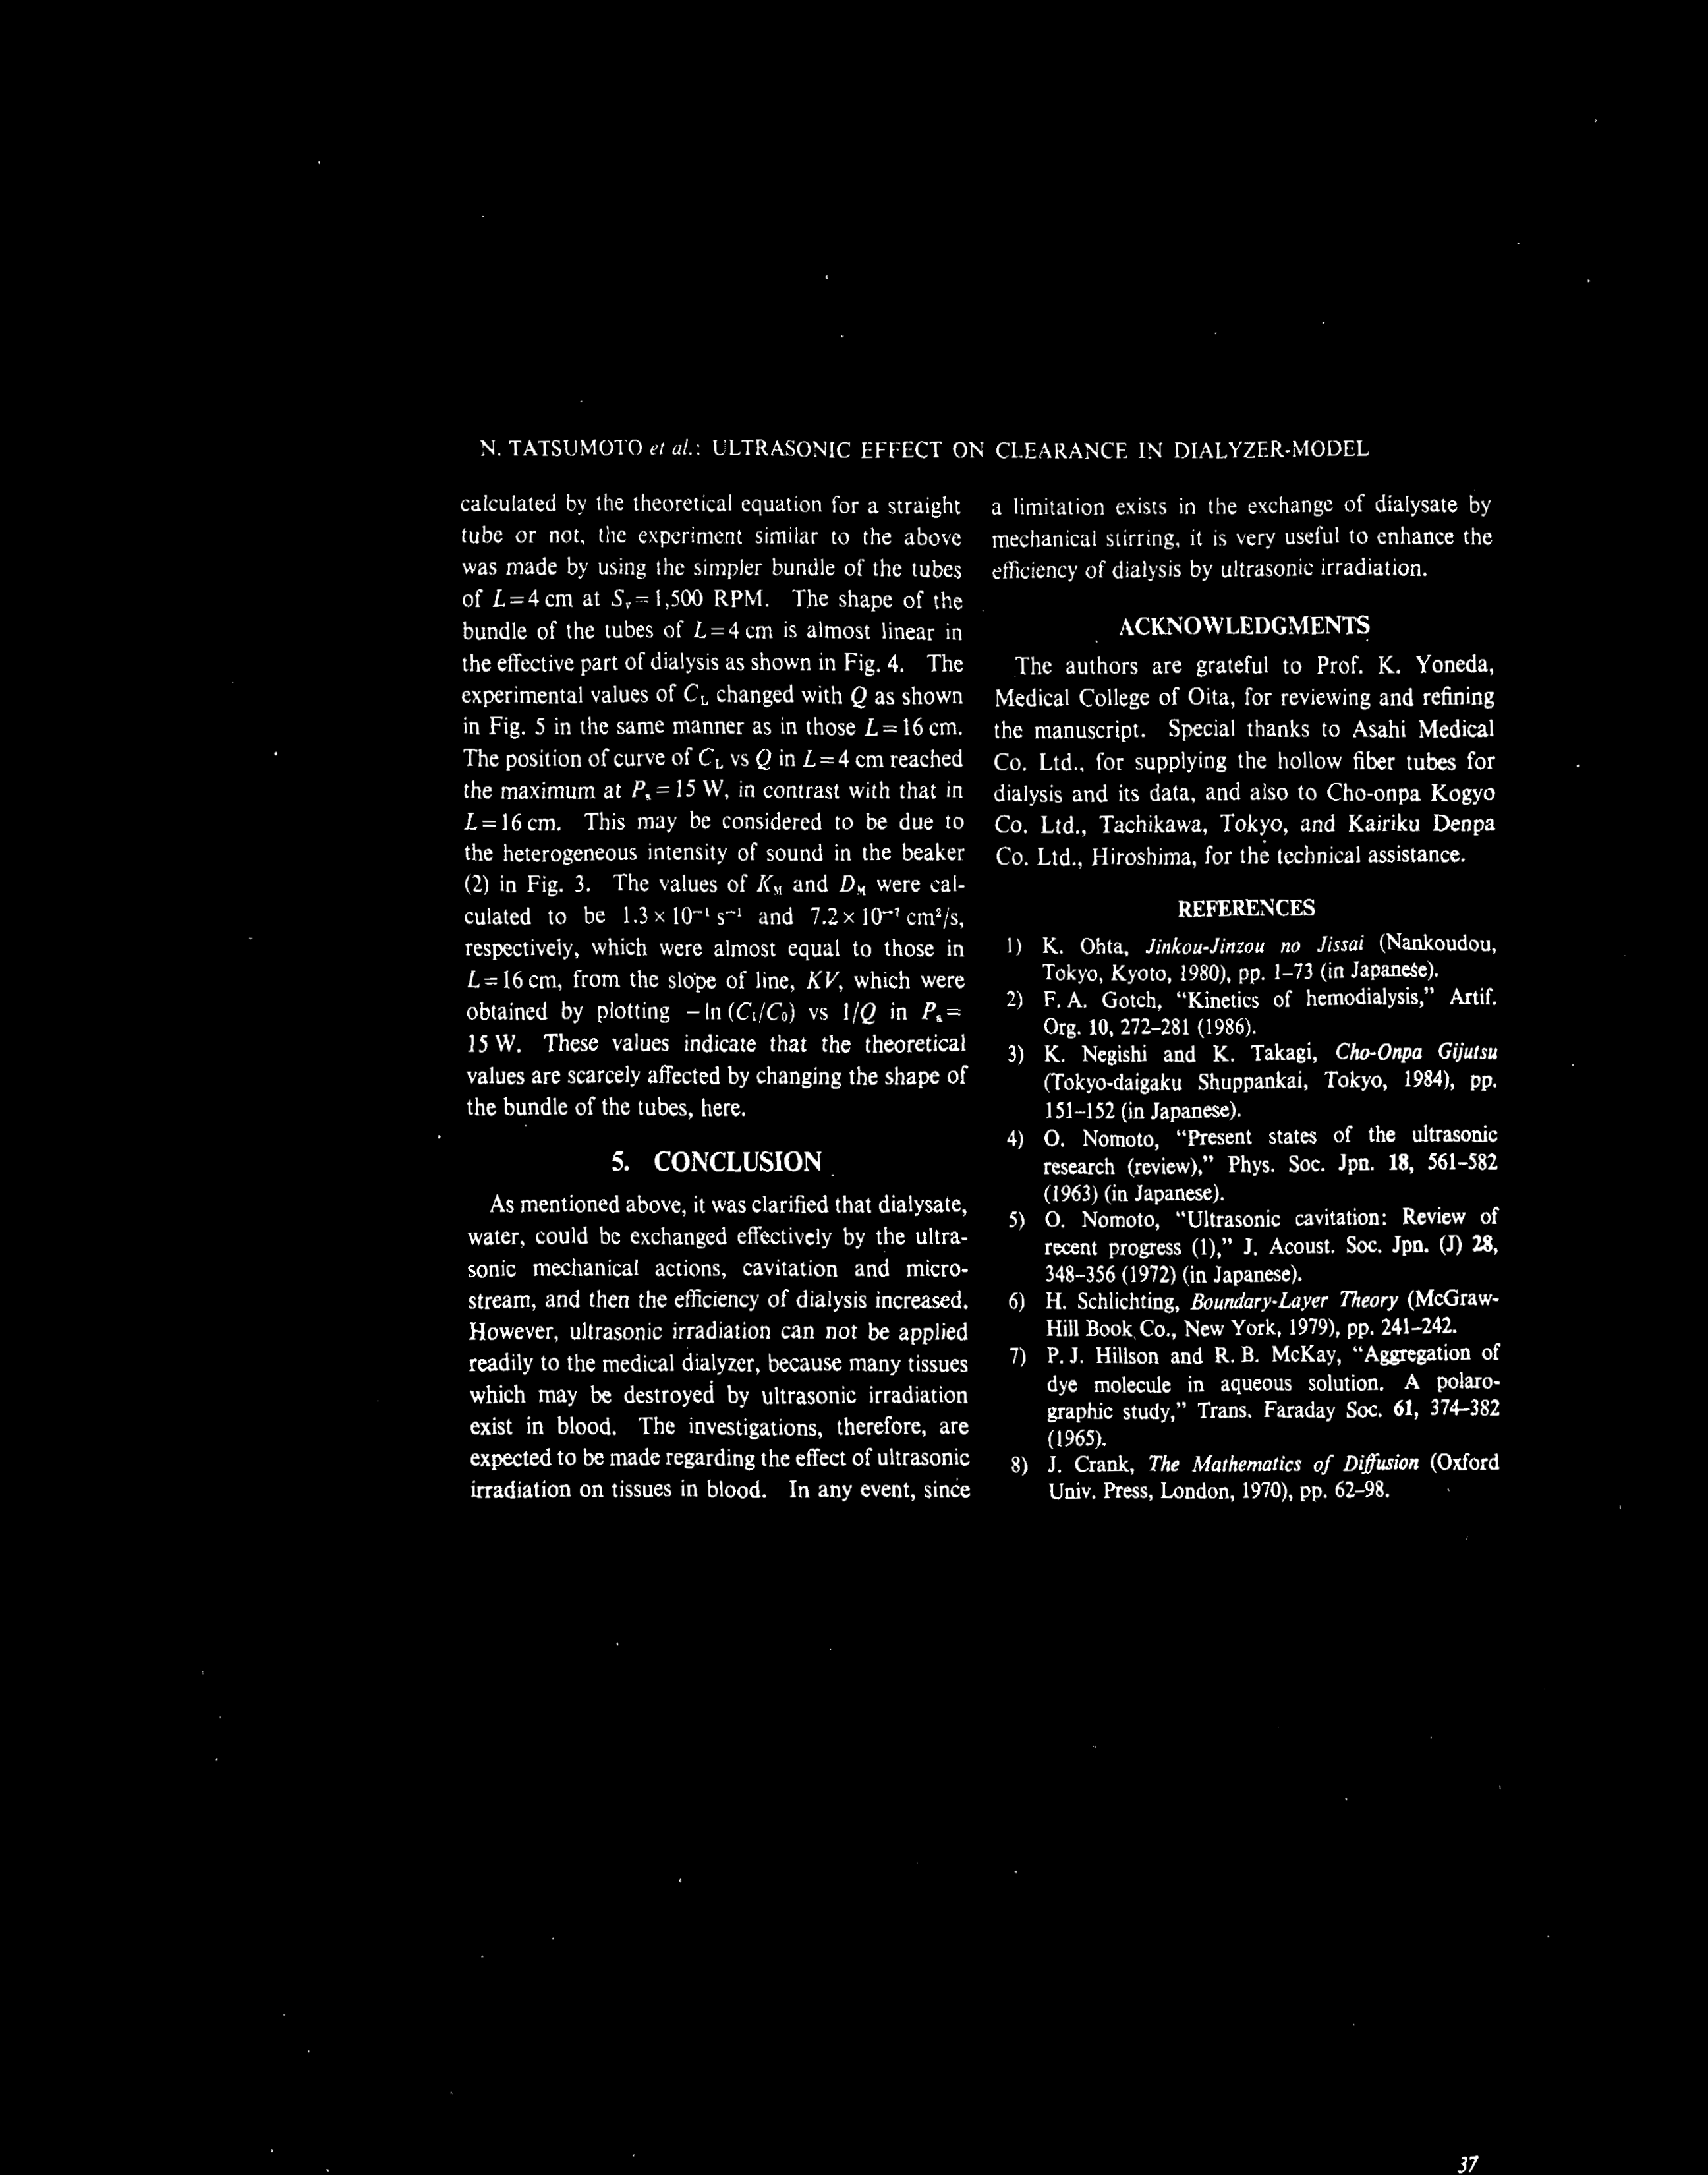 N. TATSUMOTO et al.: ULTRASONIC EFFECT ON CLEARANCE IN DIALYZER-MODEL
calculated by the theoretical equation for a straight
tube or not, the experiment similar to the above
was made by using the simpler bundle of the tubes
of L=4 cm at Sᵣ=1,500 RPM. The shape of the
bundle of the tubes of L=4 cm is almost linear in
the effective part of dialysis as shown in Fig. 4. The
experimental values of C_L changed with Q as shown
in Fig. 5 in the same manner as in those L=16 cm.
The position of curve of C_L vs Q in L=4 cm reached
the maximum at Pₐ=15 W, in contrast with that in
L=16 cm. This may be considered to be due to
the heterogeneous intensity of sound in the beaker
(2) in Fig. 3. The values of K_M and D_M were cal-
culated to be 1.3×10⁻¹ s⁻¹ and 7.2×10⁻⁷ cm²/s,
respectively, which were almost equal to those in
L=16 cm, from the slope of line, KV, which were
obtained by plotting −ln (C₁/C₀) vs 1/Q in Pₐ=
15 W. These values indicate that the theoretical
values are scarcely affected by changing the shape of
the bundle of the tubes, here.
5. CONCLUSION
As mentioned above, it was clarified that dialysate,
water, could be exchanged effectively by the ultra-
sonic mechanical actions, cavitation and micro-
stream, and then the efficiency of dialysis increased.
However, ultrasonic irradiation can not be applied
readily to the medical dialyzer, because many tissues
which may be destroyed by ultrasonic irradiation
exist in blood. The investigations, therefore, are
expected to be made regarding the effect of ultrasonic
irradiation on tissues in blood. In any event, since
a limitation exists in the exchange of dialysate by
mechanical stirring, it is very useful to enhance the
efficiency of dialysis by ultrasonic irradiation.
ACKNOWLEDGMENTS
The authors are grateful to Prof. K. Yoneda,
Medical College of Oita, for reviewing and refining
the manuscript. Special thanks to Asahi Medical
Co. Ltd., for supplying the hollow fiber tubes for
dialysis and its data, and also to Cho-onpa Kogyo
Co. Ltd., Tachikawa, Tokyo, and Kairiku Denpa
Co. Ltd., Hiroshima, for the technical assistance.
REFERENCES
1) K. Ohta, Jinkou-Jinzou no Jissai (Nankoudou,
Tokyo, Kyoto, 1980), pp. 1–73 (in Japanese).
2) F. A. Gotch, “Kinetics of hemodialysis,” Artif.
Org. 10, 272–281 (1986).
3) K. Negishi and K. Takagi, Cho-Onpa Gijutsu
(Tokyo-daigaku Shuppankai, Tokyo, 1984), pp.
151–152 (in Japanese).
4) O. Nomoto, “Present states of the ultrasonic
research (review),” Phys. Soc. Jpn. 18, 561–582
(1963) (in Japanese).
5) O. Nomoto, “Ultrasonic cavitation: Review of
recent progress (1),” J. Acoust. Soc. Jpn. (J) 28,
348–356 (1972) (in Japanese).
6) H. Schlichting, Boundary-Layer Theory (McGraw-
Hill Book Co., New York, 1979), pp. 241–242.
7) P. J. Hillson and R. B. McKay, “Aggregation of
dye molecule in aqueous solution. A polaro-
graphic study,” Trans. Faraday Soc. 61, 374–382
(1965).
8) J. Crank, The Mathematics of Diffusion (Oxford
Univ. Press, London, 1970), pp. 62–98.
37